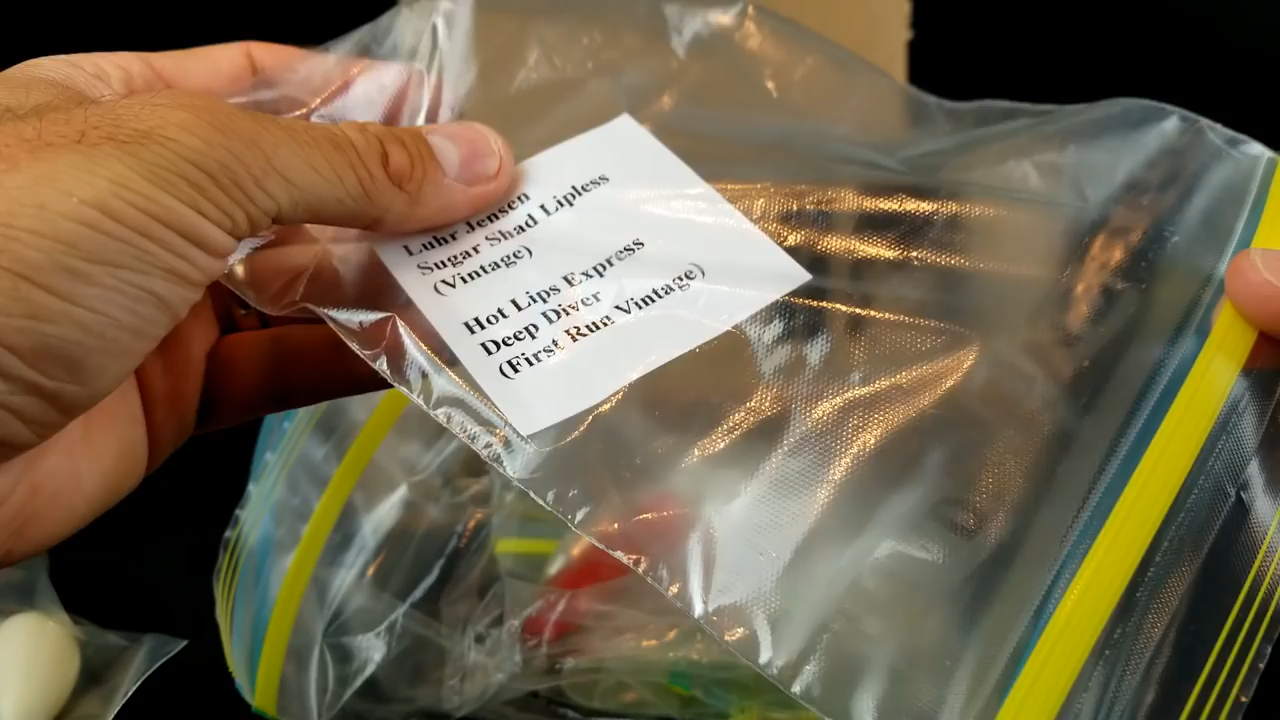 Luhr Jensen
Sugar Shad Lipless
(Vintage)
Hot Lips Express
Deep Diver
(First Run Vintage)